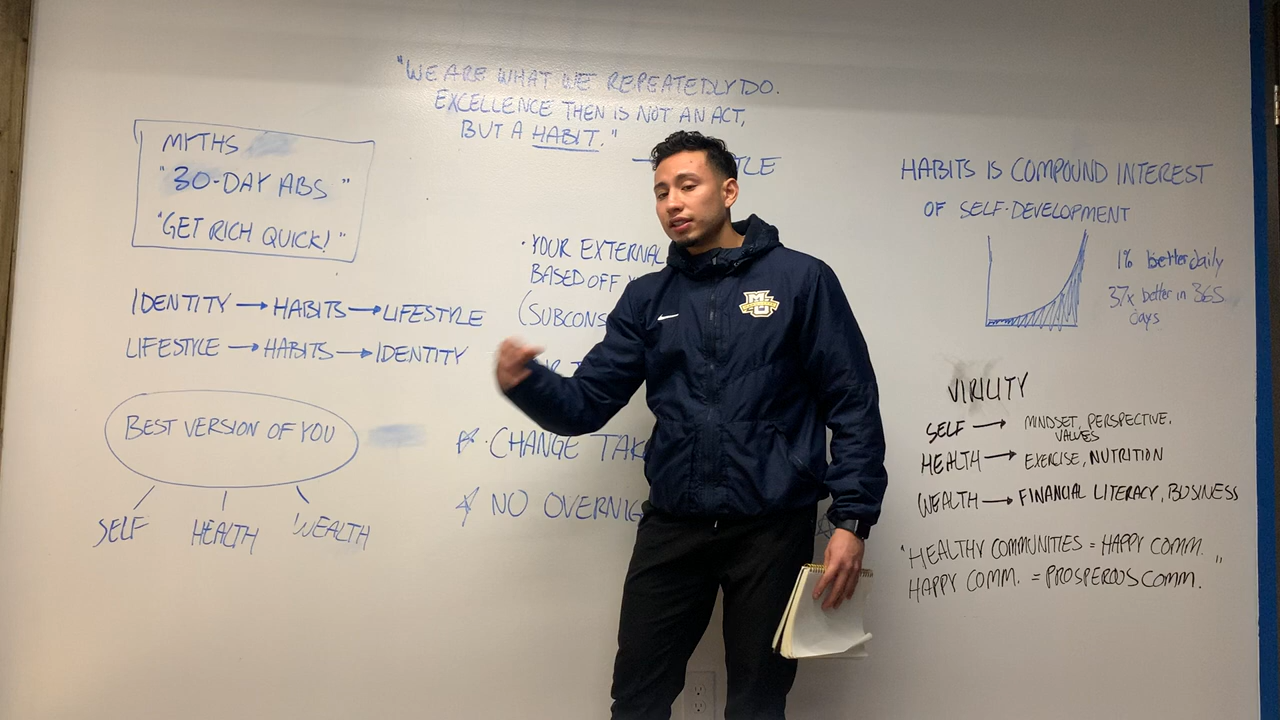 "WE ARE WHAT WE REPEATEDLY DO.
EXCELLENCE THEN IS NOT AN ACT,
BUT A HABIT."
MYTHS
"30-DAY ABS"
"GET RICH QUICK!"
IDENTITY → HABITS → LIFESTYLE
LIFESTYLE → HABITS → IDENTITY
BEST VERSION OF YOU
SELF HEALTH WEALTH
• YOUR EXTERNAL
BASED OFF
• CHANGE
NO
MU
HABITS IS COMPOUND INTEREST
OF SELF-DEVELOPMENT
1% better daily
37x better in 365
days
VIRILITY
SELF → MINDSET, PERSPECTIVE,
VALUES
HEALTH → EXERCISE, NUTRITION
WEALTH → FINANCIAL LITERACY, BUSINESS
"HEALTHY COMMUNITIES = HAPPY COMM.
HAPPY COMM. = PROSPEROUS COMM."